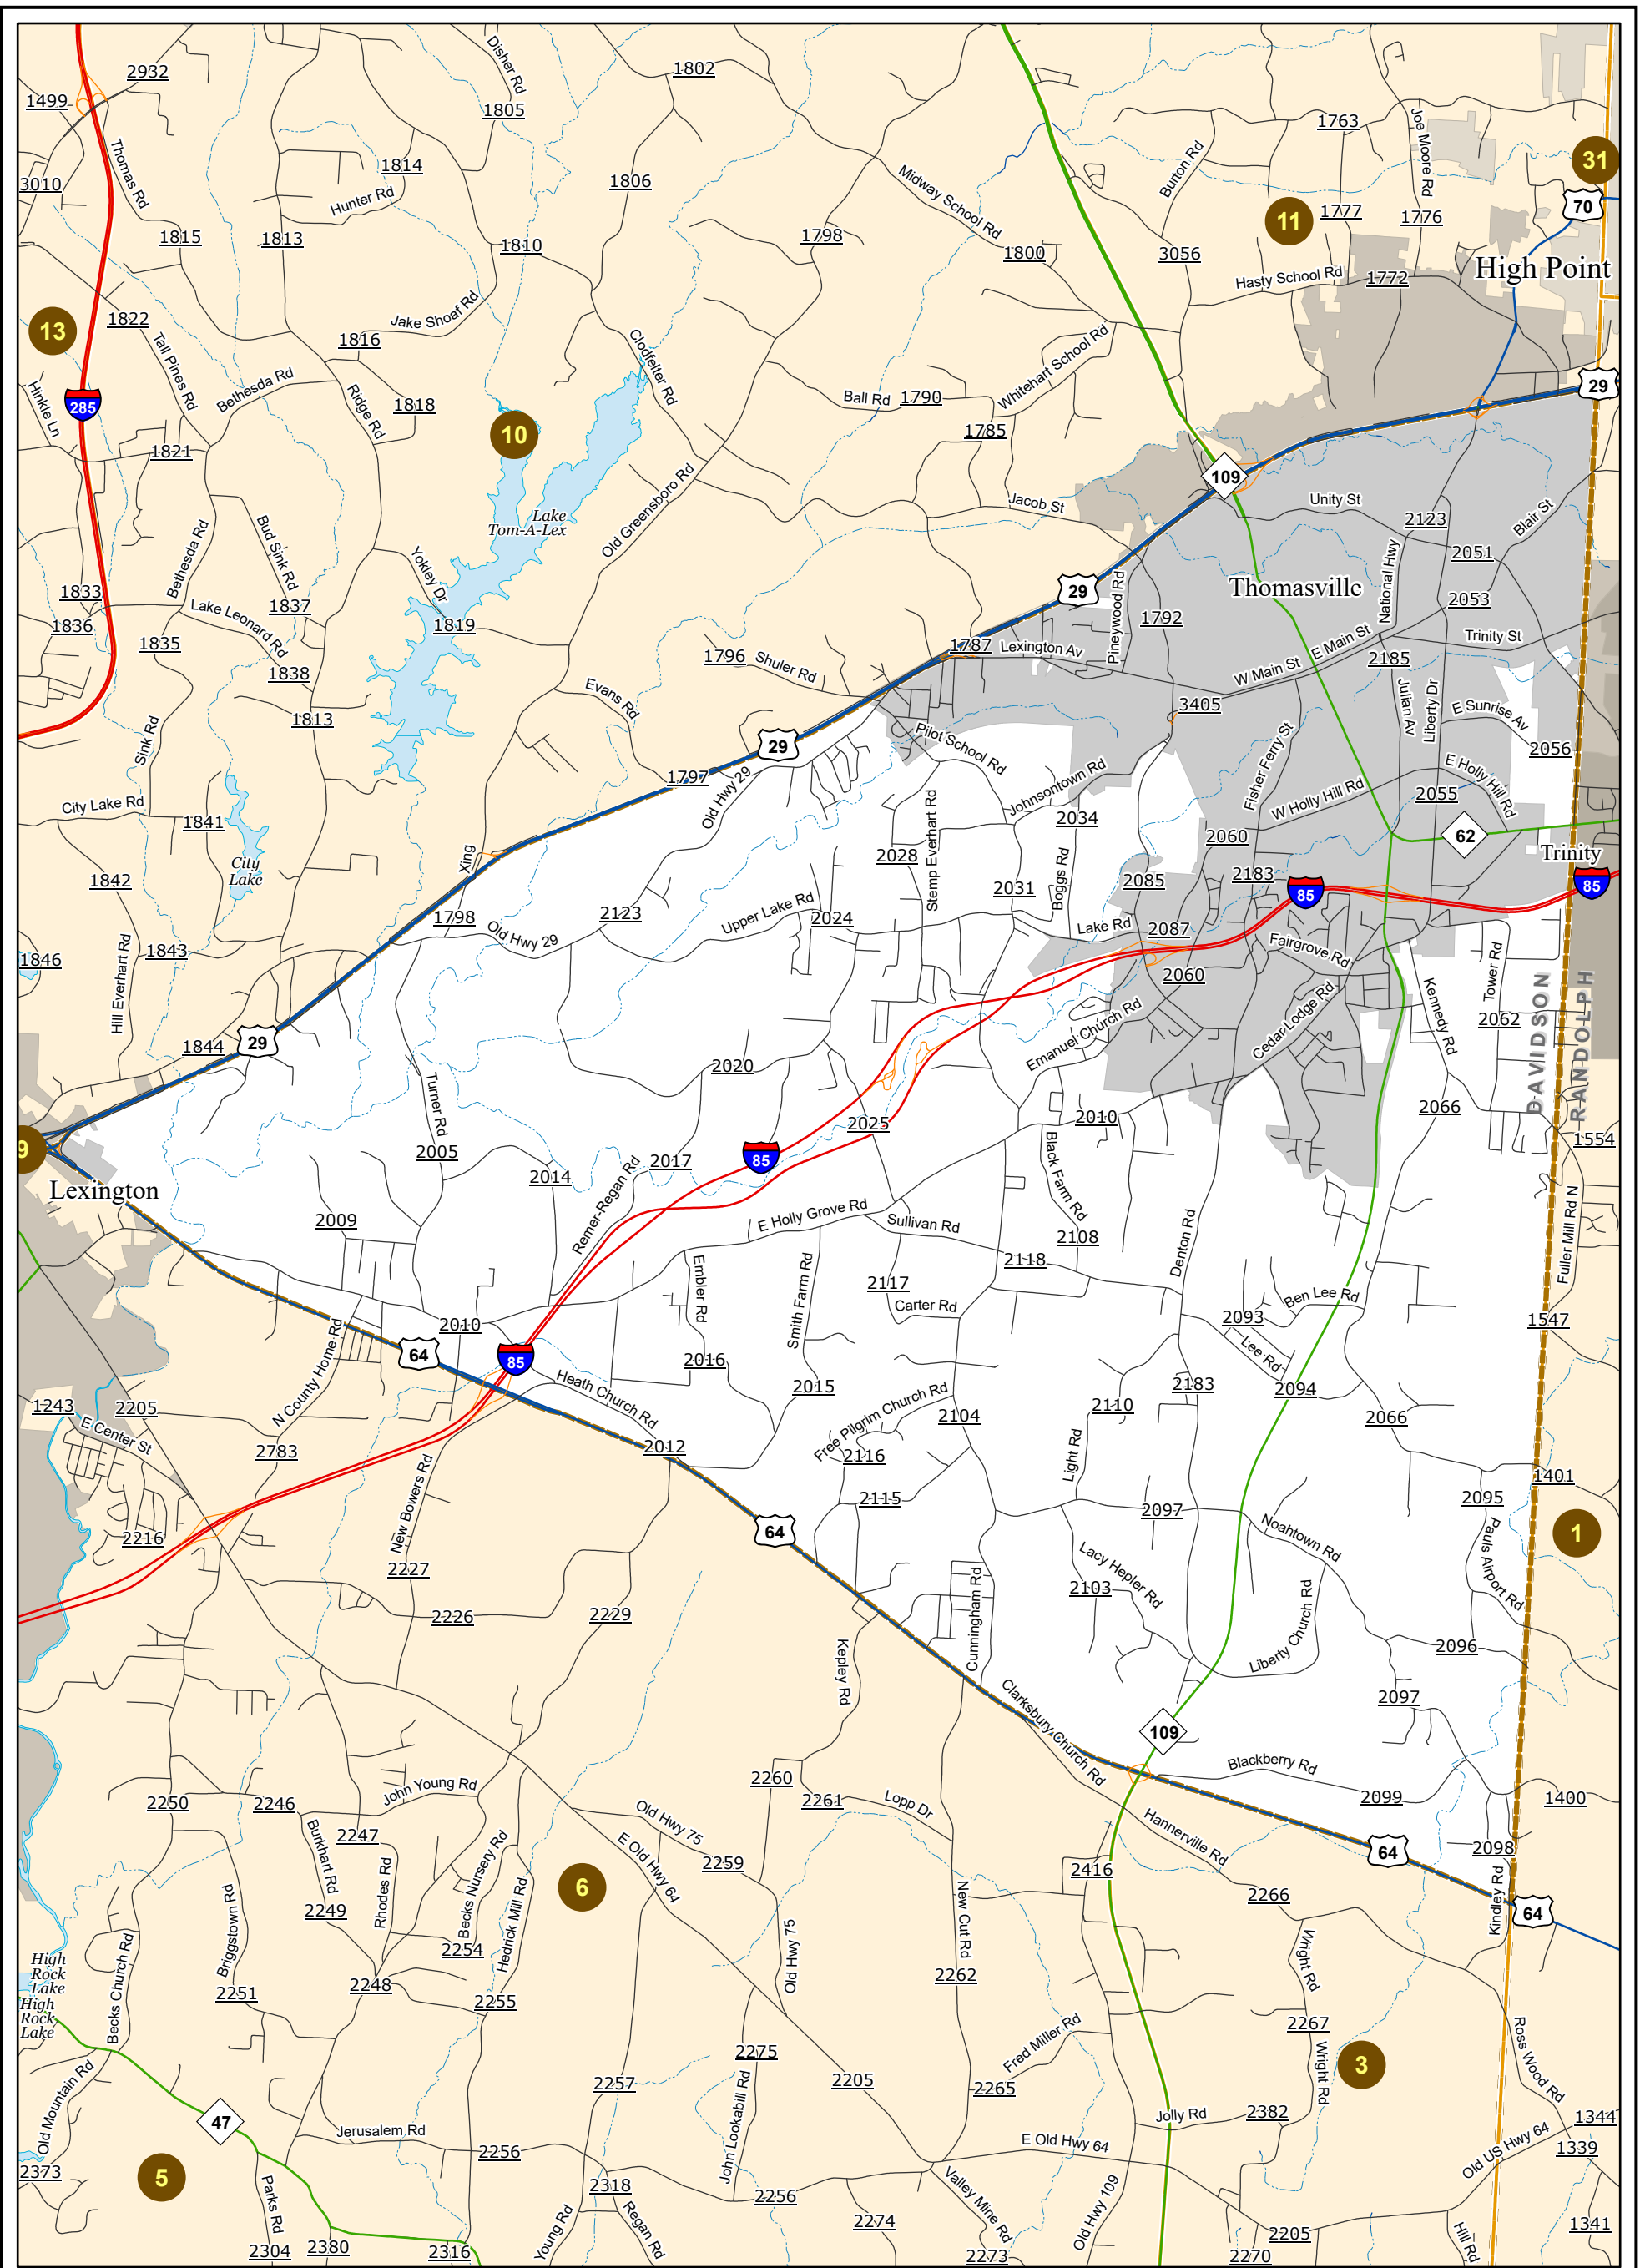 2932
Disher Rd
1802
1499
1805
1763
Joe Moore Rd
Thomas Rd
1814
1806
Midway School Rd
Burton Rd
31
3010
Hunter Rd
70
11
1777
1776
1815
1813
1810
1798
1800
3056
High Point
Hasty School Rd
1772
13
1822
Jake Shoaf Rd
1816
Tall Pines Rd
Clodfelter Rd
Whitehart School Rd
Hinkle Ln
285
Bethesda Rd
Ridge Rd
1818
Ball Rd
1790
29
10
1785
1821
109
Old Greensboro Rd
Jacob St
Unity St
Lake
Tom-A-Lex
2123
Blair St
Bethesda Rd
Bud Sink Rd
Yokley Dr
2051
National Hwy
1833
29
Thomasville
2053
1836
Lake Leonard Rd
1837
1819
Pineywood Rd
1792
1835
1787
Lexington Av
E Main St
Trinity St
1796
Shuler Rd
2185
W Main St
1838
Evans Rd
Julian Av
Liberty Dr
1813
3405
E Sunrise Av
Sink Rd
29
Pilot School Rd
Fisher Ferry St
2056
1797
Old Hwy 29
Johnsontown Rd
E Holly Hill Rd
City Lake Rd
W Holly Hill Rd
2055
1841
2034
2060
62
Xing
2028
Stemp Everhart Rd
City
Lake
Trinity
1842
2031
Boggs Rd
2085
2183
85
85
1798
2123
Upper Lake Rd
2024
Lake Rd
2087
Old Hwy 29
Fairgrove Rd
1846
Hill Everhart Rd
1843
2060
Tower Rd
Kennedy Rd
DAVIDSON
RANDOLPH
Cedar Lodge Rd
2062
29
1844
Emanuel Church Rd
2020
Turner Rd
2025
2010
2066
9
2005
85
2017
Black Farm Rd
1554
Lexington
2014
Remer-Regan Rd
2009
E Holly Grove Rd
Sullivan Rd
2108
Denton Rd
Fuller Mill Rd N
2118
Embler Rd
Smith Farm Rd
2117
Carter Rd
Ben Lee Rd
2093
1547
2010
N County Home Rd
64
85
2016
Lee Rd
Heath Church Rd
2015
2183
2094
1243
2205
Free Pilgrim Church Rd
2104
2110
2066
E Center St
2783
2012
2116
Light Rd
1401
New Bowers Rd
2115
2097
2095
2216
64
Noahtown Rd
1
Pauls Airport Rd
2227
Lacy Hepler Rd
2103
2226
2229
Cunningham Rd
Liberty Church Rd
2096
Kepley Rd
2097
Clarksbury Church Rd
109
Blackberry Rd
2260
John Young Rd
2099
1400
2250
2246
2261
Lopp Dr
Hannerville Rd
Burkhart Rd
2247
Old Hwy 75
2098
64
E Old Hwy 64
2259
Becks Nursery Rd
2416
6
Rhodes Rd
2266
Kindley Rd
64
Briggstown Rd
2249
Hedrick Mill Rd
New Cut Rd
High
Rock
Lake
Becks Church Rd
2254
Old Hwy 75
Wright Rd
2251
2248
2262
2255
High
Rock
Lake
2267
Ross Wood Rd
Fred Miller Rd
2275
3
Wright Rd
Old Mountain Rd
2257
John Lookabill Rd
2205
2265
47
Jolly Rd
2382
1344
Jerusalem Rd
E Old Hwy 64
Old US Hwy 64
2256
1339
2373
5
2318
Valley Mine Rd
Old Hwy 109
2256
Parks Rd
Young Rd
Regan Rd
2274
2205
Hill Rd
1341
2304
2380
2316
2273
2270